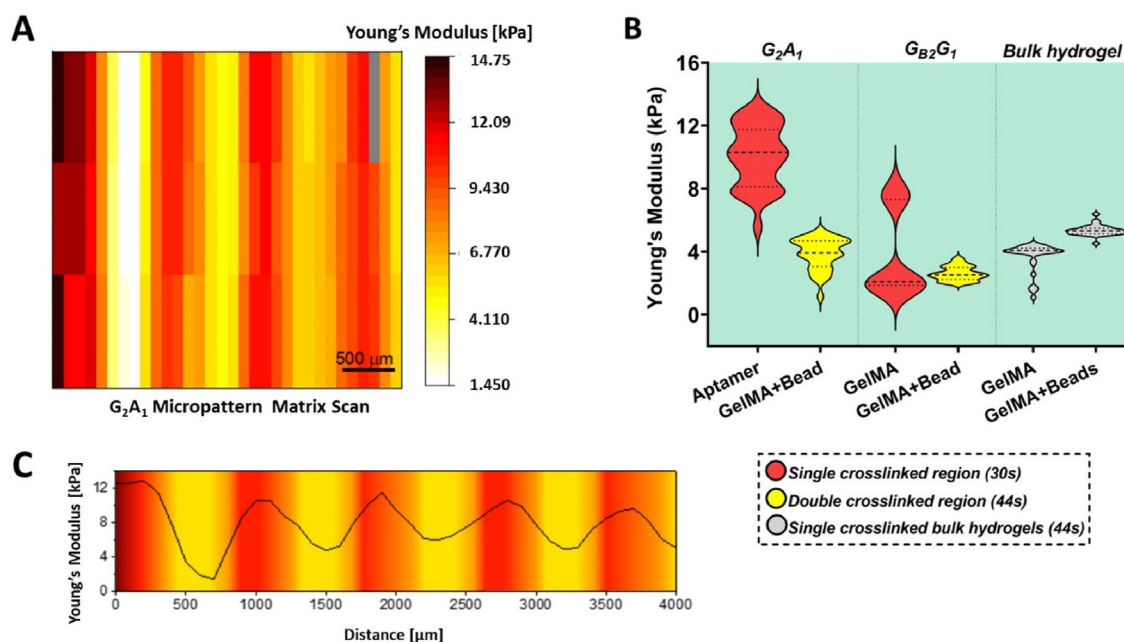 A
Young's Modulus [kPa]
14.75
12.09
9.430
6.770
4.110
1.450
500 μm
G₂A₁ Micropattern Matrix Scan
B
G₂A₁ G_B2G₁ Bulk hydrogel
Young's Modulus (kPa)
16
12
8
4
0
Aptamer
GelMA+Bead
GelMA
GelMA+Bead
GelMA
GelMA+Beads
Single crosslinked region (30s)
Double crosslinked region (44s)
Single crosslinked bulk hydrogels (44s)
C
Young's Modulus [kPa]
12
8
4
0
0 500 1000 1500 2000 2500 3000 3500 4000
Distance [μm]